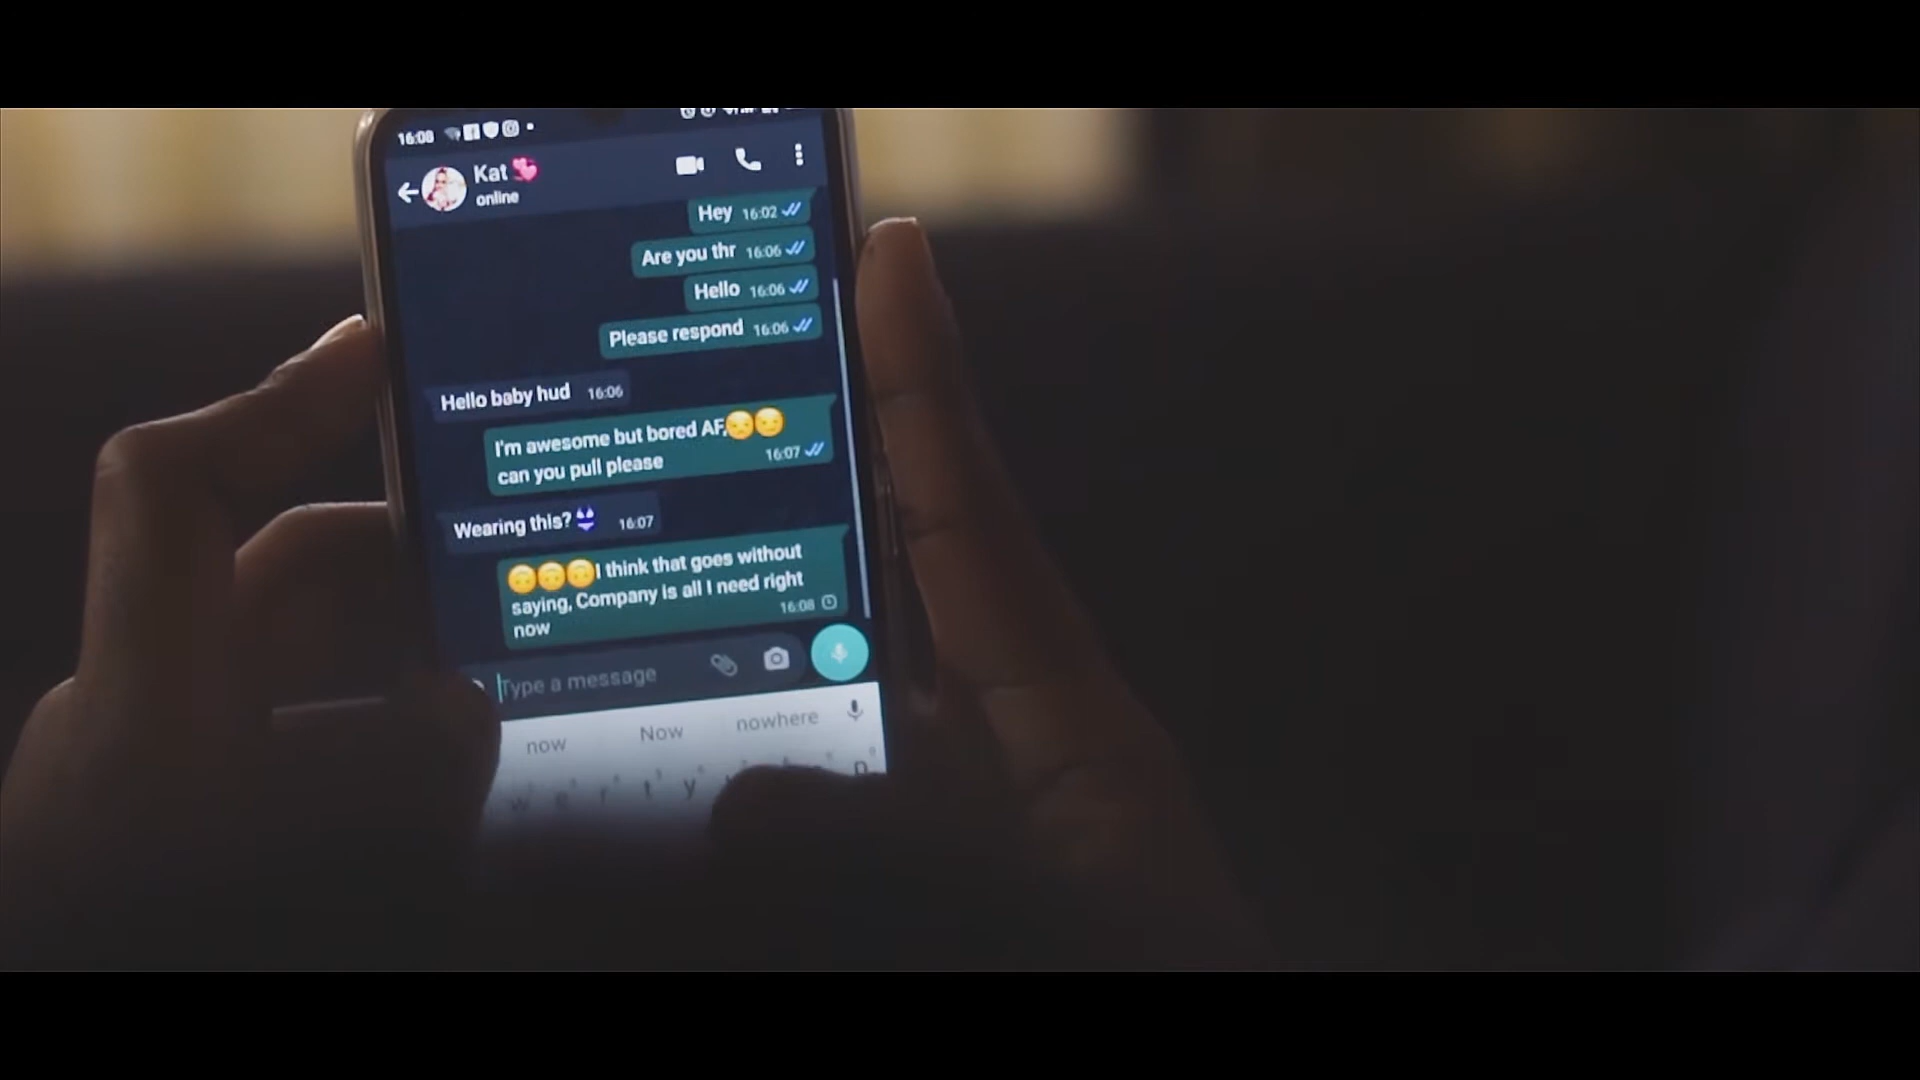 16:08
Kat 💕
online
Hey 16:02
Are you thr 16:06
Hello 16:06
Please respond 16:06
Hello baby hud 16:06
I'm awesome but bored AF,😒😏
can you pull please 16:07
Wearing this?👙 16:07
🙃🙃🙃I think that goes without
saying, Company is all I need right
now 16:08
Type a message
now Now nowhere
w e r t y